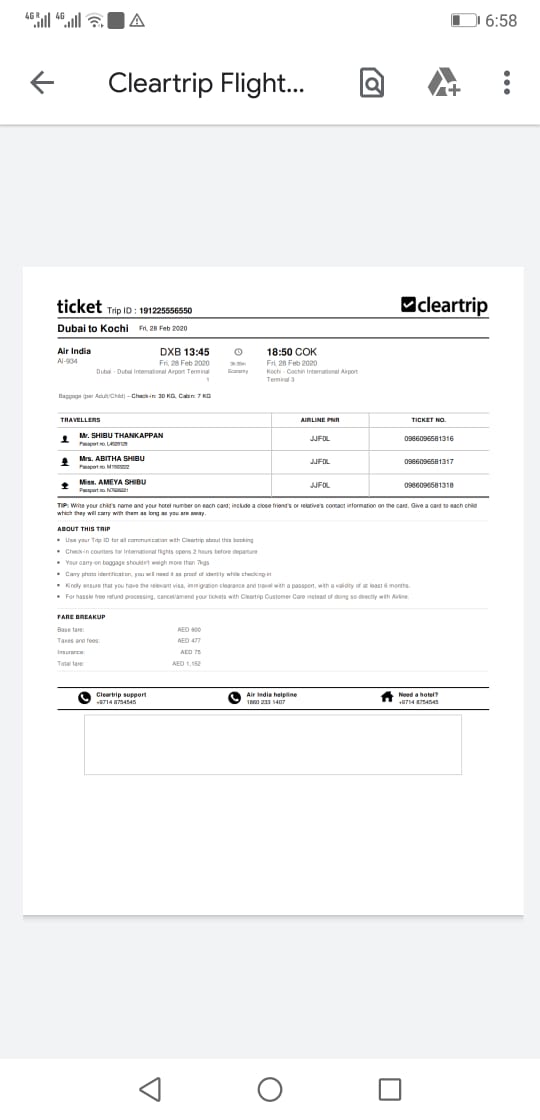 4G R 4G 6:58
Cleartrip Flight...
ticket Trip ID : 191225556550 cleartrip
Dubai to Kochi Fri, 28 Feb 2020
Air India DXB 13:45 18:50 COK
AI-934 Fri, 28 Feb 2020 Fri, 28 Feb 2020
Dubai - Dubai International Airport Terminal 1 Economy Kochi - Cochin International Airport
Terminal 3
Baggage (per Adult/Child) - Check-in: 30 KG, Cabin: 7 KG
TRAVELLERS AIRLINE PNR TICKET NO.
Mr. SHIBU THANKAPPAN JJFOL 0986096581316
Passport no.
Mrs. ABITHA SHIBU JJFOL 0986096581317
Passport no.
Miss. AMEYA SHIBU JJFOL 0986096581318
Passport no.
TIP: Write your child's name and your hotel number on each card; include a close friend's or relative's contact information on the card. Give a card to each child
which they will carry with them as long as you are away.
ABOUT THIS TRIP
• Use your Trip ID for all communication with Cleartrip about this booking
• Check-in counters for International flights opens 2 hours before departure
• Your carry-on baggage shouldn't weigh more than 7kgs
• Carry photo identification, you will need it as proof of identity while checking-in
• Kindly ensure that you have the relevant visa, immigration clearance and travel with a passport, with a validity of at least 6 months.
• For hassle free refund processing, cancel/amend your tickets with Cleartrip Customer Care instead of doing so directly with Airline.
FARE BREAKUP
Base fare: AED 600
Taxes and fees: AED 477
Insurance: AED 75
Total fare: AED 1,152
Cleartrip support Air India helpline Need a hotel?
+9714 8754545 1860 233 1407 +9714 8754545